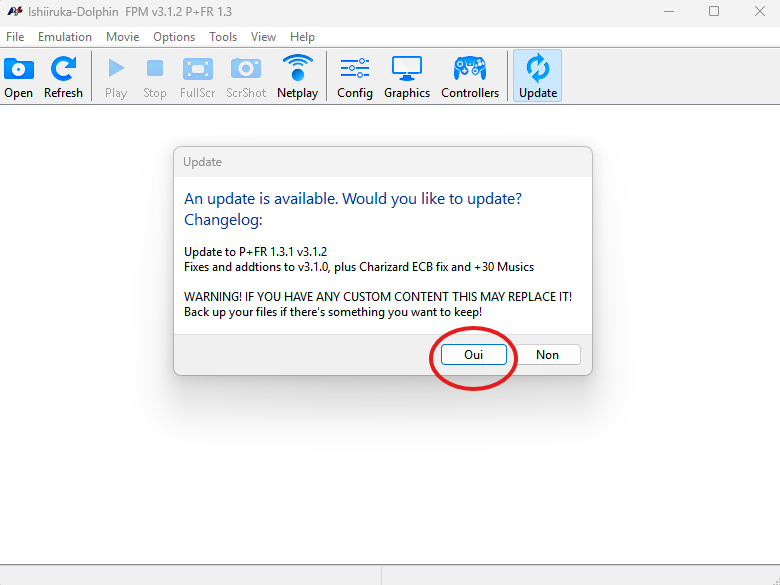 Ishiiruka-Dolphin FPM v3.1.2 P+FR 1.3
File Emulation Movie Options Tools View Help
Open Refresh Play Stop FullScr ScrShot Netplay Config Graphics Controllers Update
Update
An update is available. Would you like to update?
Changelog:
Update to P+FR 1.3.1 v3.1.2
Fixes and addtions to v3.1.0, plus Charizard ECB fix and +30 Musics
WARNING! IF YOU HAVE ANY CUSTOM CONTENT THIS MAY REPLACE IT!
Back up your files if there's something you want to keep!
Oui Non